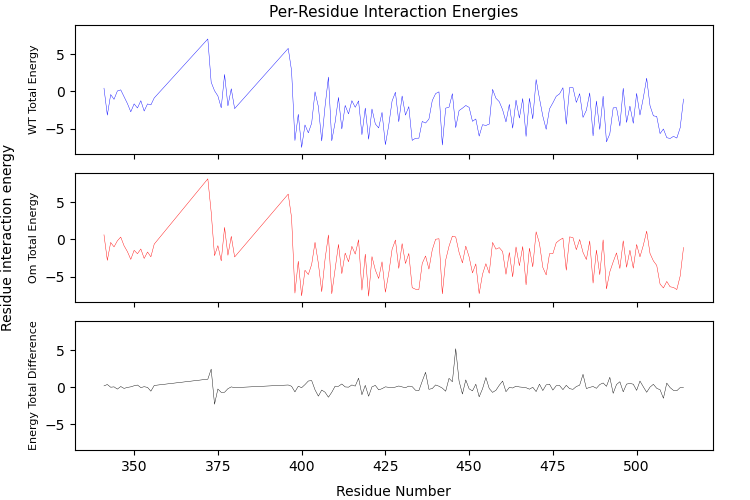 Per-Residue Interaction Energies
Residue interaction energy
WT Total Energy
5
0
−5
Om Total Energy
5
0
−5
Energy Total Difference
5
0
−5
350 375 400 425 450 475 500
Residue Number